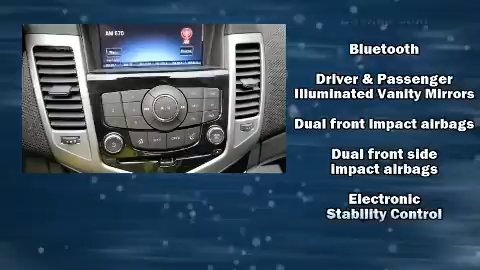 AM 670
Bluetooth
Driver & Passenger
Illuminated Vanity Mirrors
Dual front impact airbags
Dual front side
impact airbags
Electronic
Stability Control